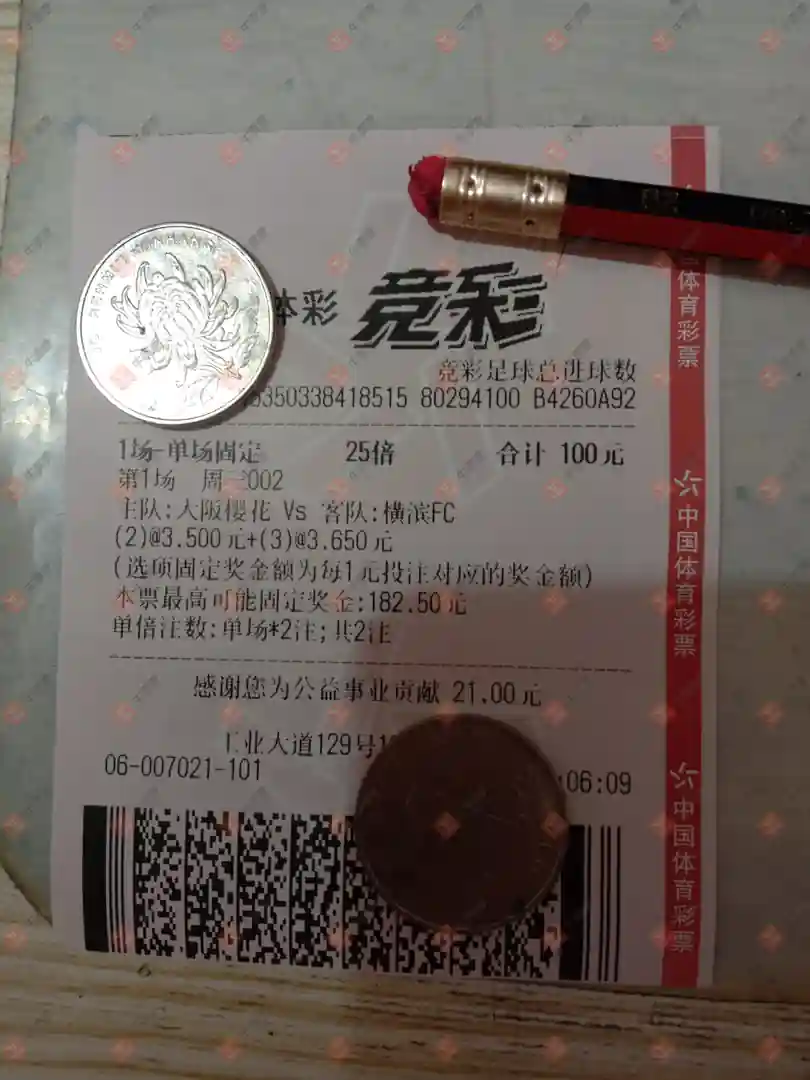 本彩 竞彩
竞彩足球总进球数
5350338418515 80294100 B4260A92
1场-单场固定 25倍 合计 100元
第1场 周二002
主队:大阪樱花 Vs 客队:横滨FC
(2)@3.500元+(3)@3.650元
(选项固定奖金额为每1元投注对应的奖金额)
本票最高可能固定奖金:182.50元
单倍注数:单场*2注;共2注
感谢您为公益事业贡献 21.00元
工业大道129号1
06-007021-101 :06:09
体育彩票
中国体育彩票
中国体育彩票